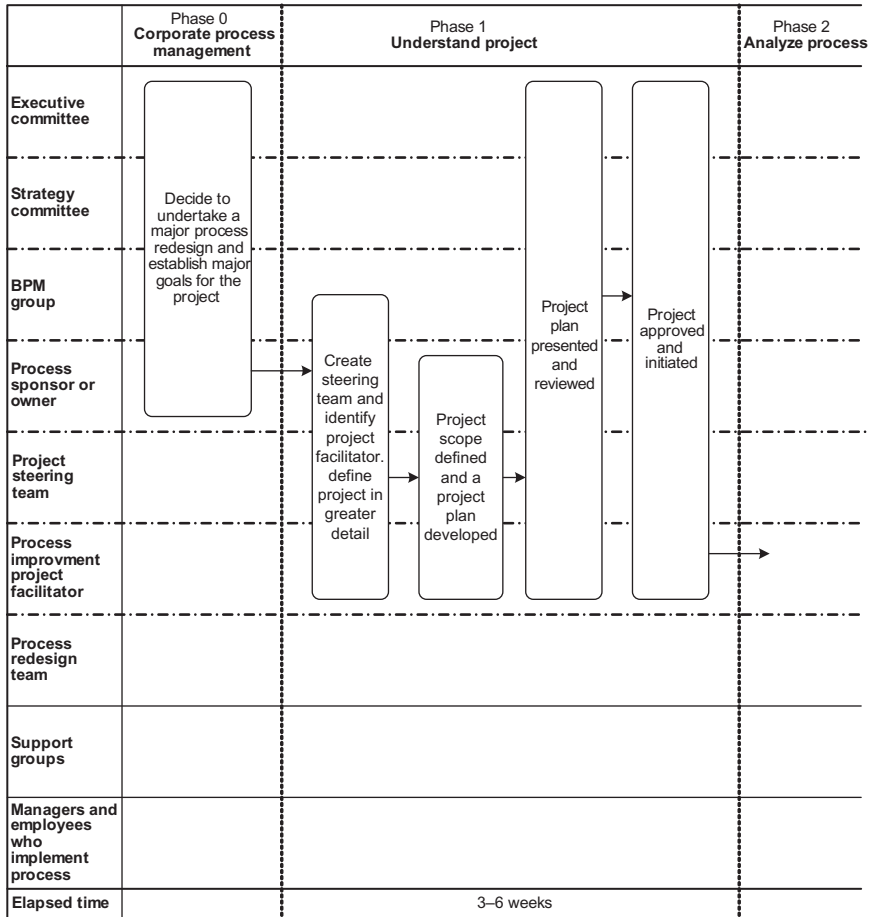 Phase 0
Corporate process
management
Phase 1
Understand project
Phase 2
Analyze process
Executive
committee
Strategy
committee
BPM
group
Process
sponsor or
owner
Project
steering
team
Process
improvment
project
facilitator
Process
redesign
team
Support
groups
Managers and
employees
who
implement
process
Elapsed time
Decide to
undertake a
major process
redesign and
establish major
goals for the
project
Create
steering
team and
identify
project
facilitator.
define
project in
greater
detail
Project
scope
defined
and a
project
plan
developed
Project
plan
presented
and
reviewed
Project
approved
and
initiated
3–6 weeks